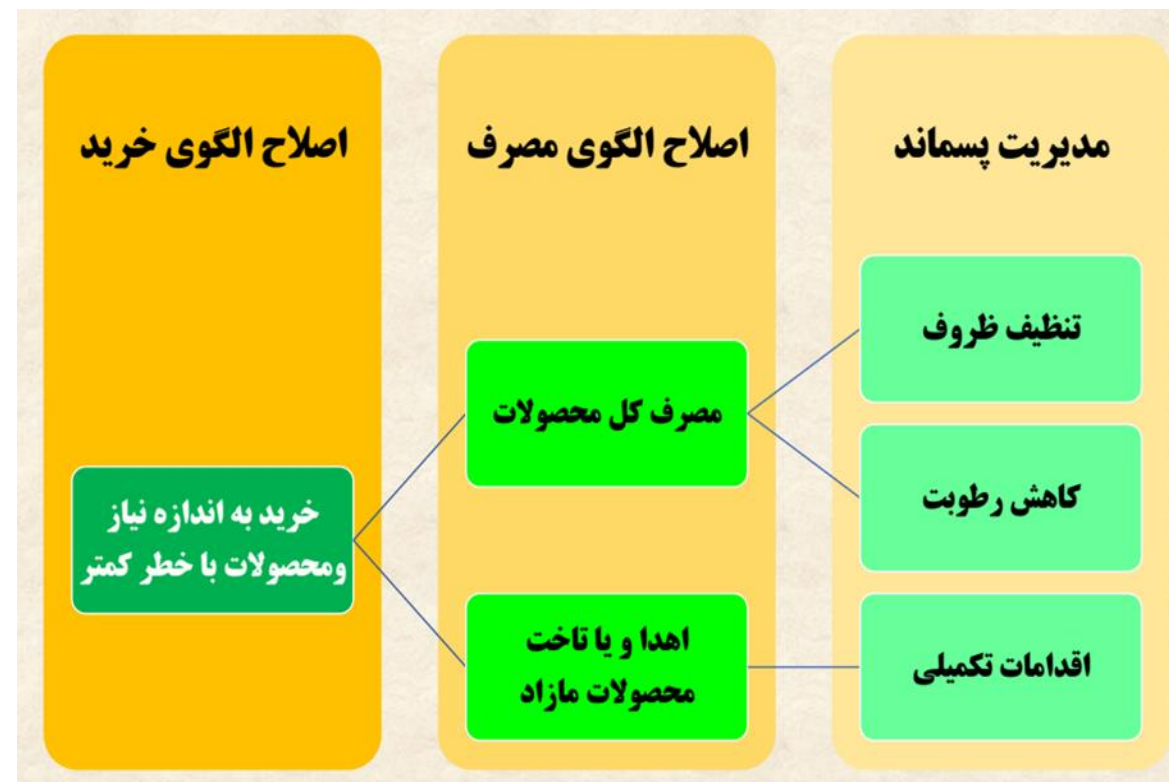 اصلاح الگوی خرید
اصلاح الگوی مصرف
مدیریت پسماند
خرید به اندازه نیاز
ومحصولات با خطر کمتر
مصرف کل محصولات
اهدا و یا تاخت
محصولات مازاد
تنظیف ظروف
کاهش رطوبت
اقدامات تکمیلی